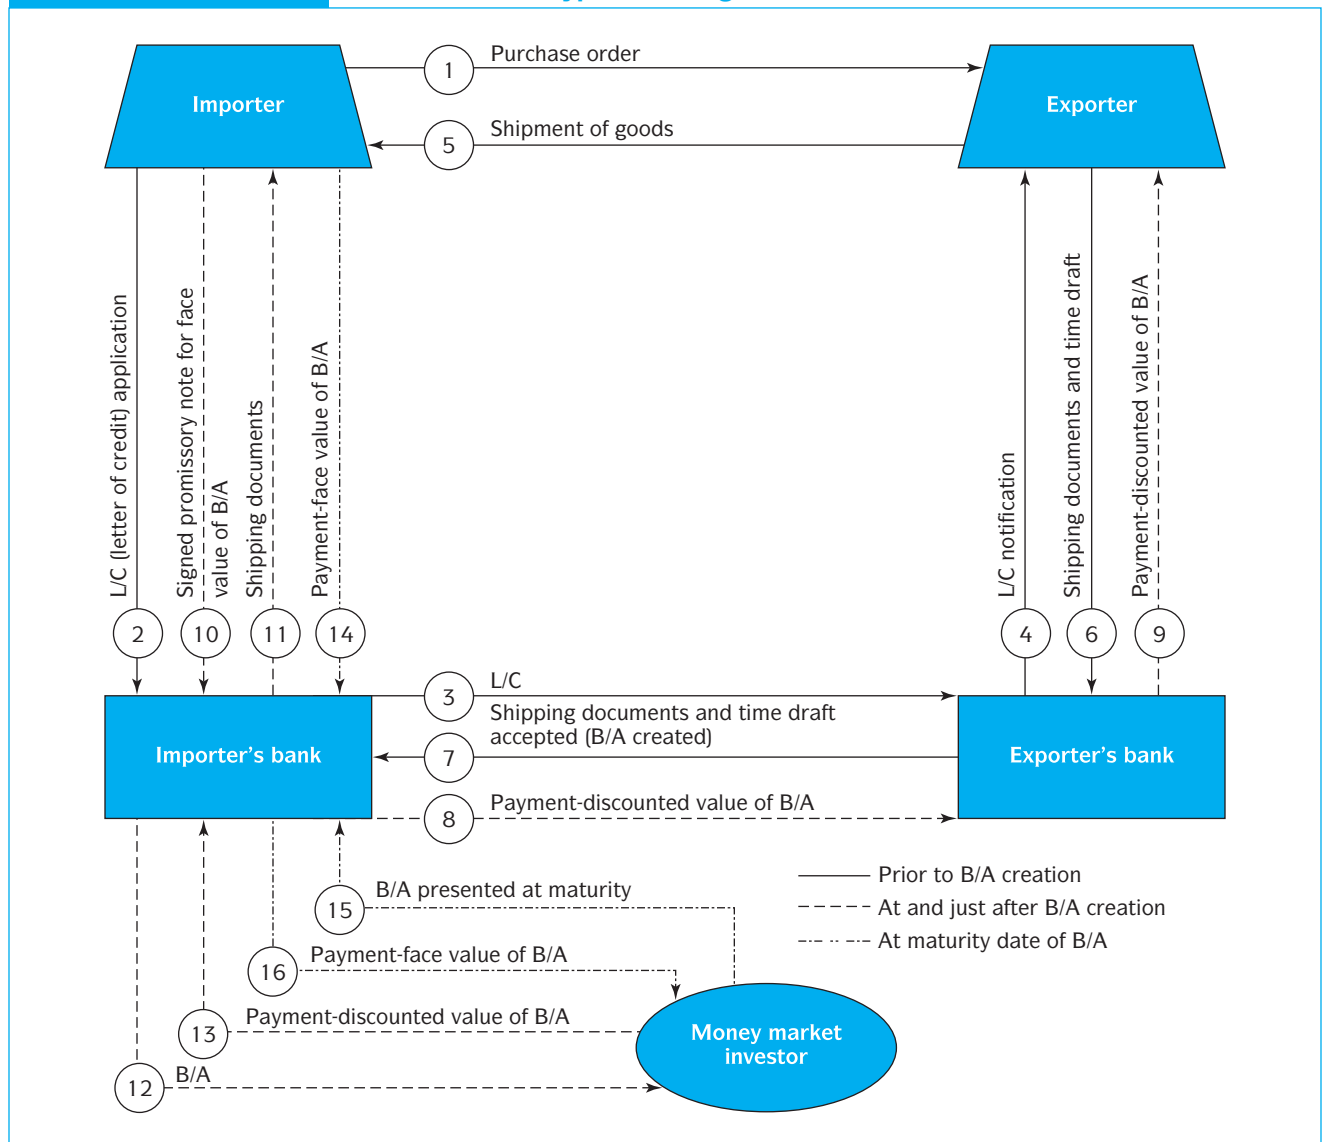 1
Purchase order
Importer
Exporter
5
Shipment of goods
L/C (letter of credit) application
Signed promissory note for face
value of B/A
Shipping documents
Payment-face value of B/A
L/C notification
Shipping documents and time draft
Payment-discounted value of B/A
2
10
11
14
4
6
9
3
L/C
Shipping documents and time draft
accepted (B/A created)
7
Importer's bank
Exporter's bank
8
Payment-discounted value of B/A
15
B/A presented at maturity
Prior to B/A creation
At and just after B/A creation
At maturity date of B/A
16
Payment-face value of B/A
13
Payment-discounted value of B/A
Money market
investor
12
B/A